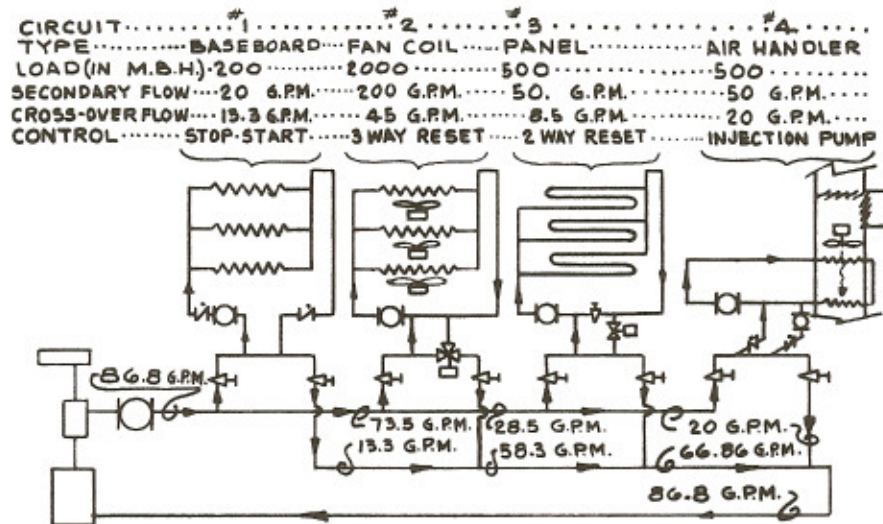 CIRCUIT #1 #2 #3 #4
TYPE BASEBOARD FAN COIL PANEL AIR HANDLER
LOAD (IN M.B.H.) 200 2000 500 500
SECONDARY FLOW 20 G.P.M. 200 G.P.M. 50. G.P.M. 50 G.P.M.
CROSS-OVER FLOW 13.3 G.P.M. 45 G.P.M. 8.5 G.P.M. 20 G.P.M.
CONTROL STOP-START 3 WAY RESET 2 WAY RESET INJECTION PUMP
86.8 G.P.M.
73.5 G.P.M. 28.5 G.P.M. 20 G.P.M.
13.3 G.P.M. 58.3 G.P.M. 66.86 G.P.M.
86.8 G.P.M.